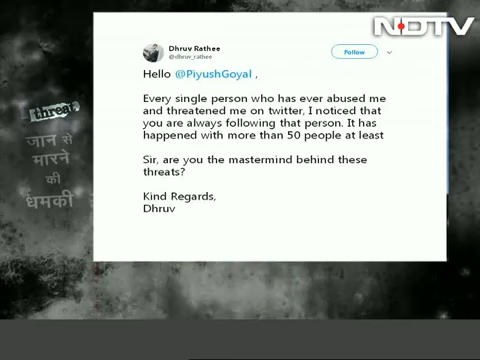 NDTV
Dhruv Rathee
@dhruv_rathee
Follow
Hello @PiyushGoyal ,
Every single person who has ever abused me
and threatened me on twitter, I noticed that
you are always following that person. It has
happened with more than 50 people at least
Sir, are you the mastermind behind these
threats?
Kind Regards,
Dhruv
threat
जान से
मारने
की
धमकी